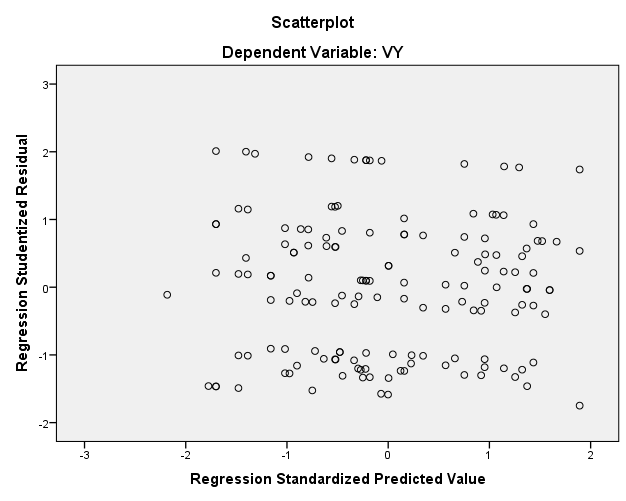 Scatterplot
Dependent Variable: VY
Regression Studentized Residual
3
2
1
0
-1
-2
-3 -2 -1 0 1 2
Regression Standardized Predicted Value